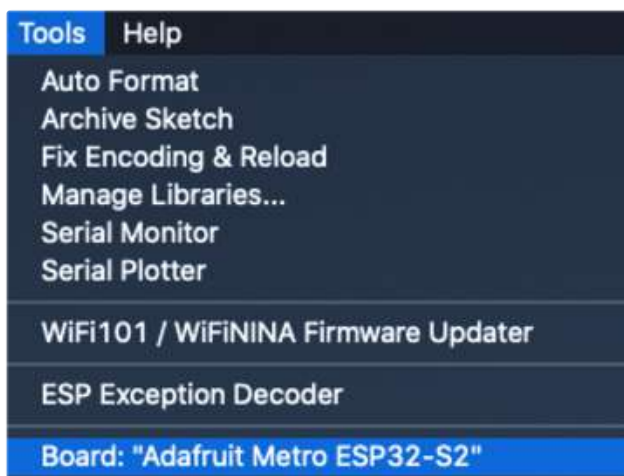 Tools Help
Auto Format
Archive Sketch
Fix Encoding & Reload
Manage Libraries...
Serial Monitor
Serial Plotter
WiFi101 / WiFiNINA Firmware Updater
ESP Exception Decoder
Board: "Adafruit Metro ESP32-S2"